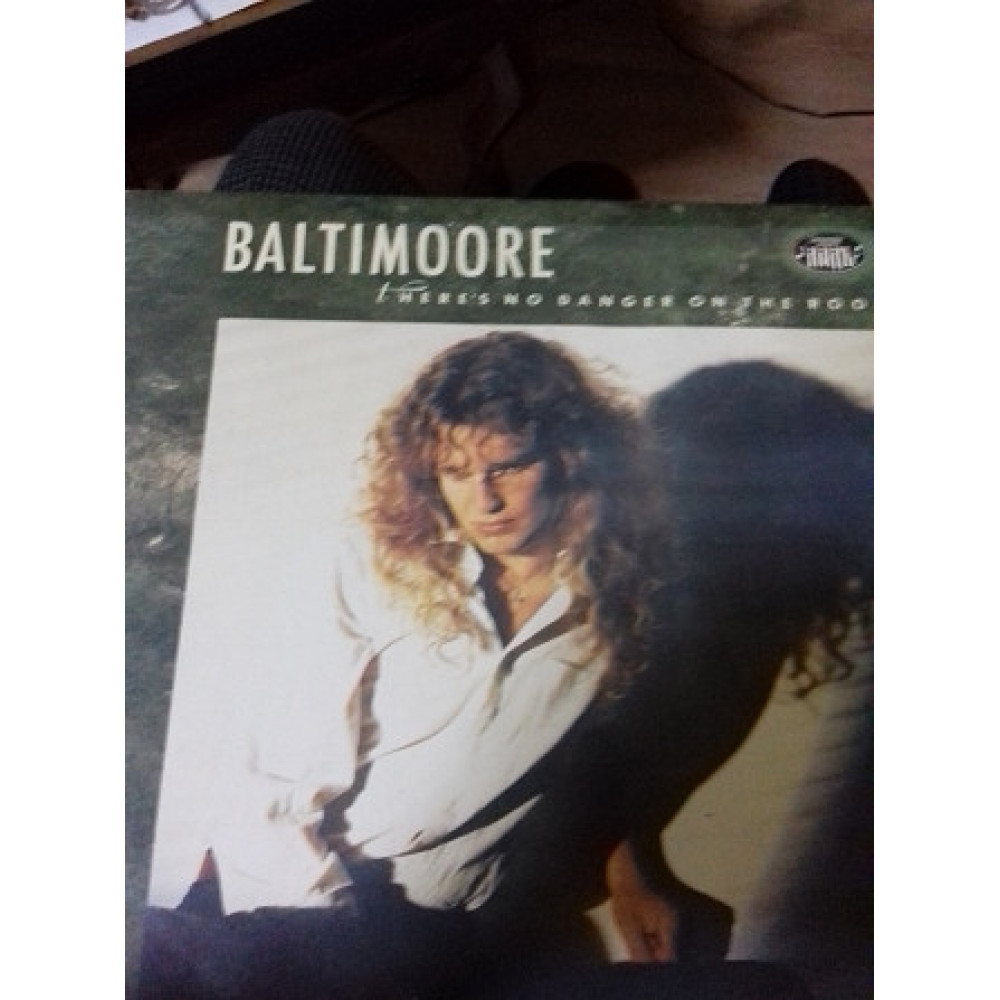 BALTIMOORE
THERE'S NO DANGER ON THE ROO